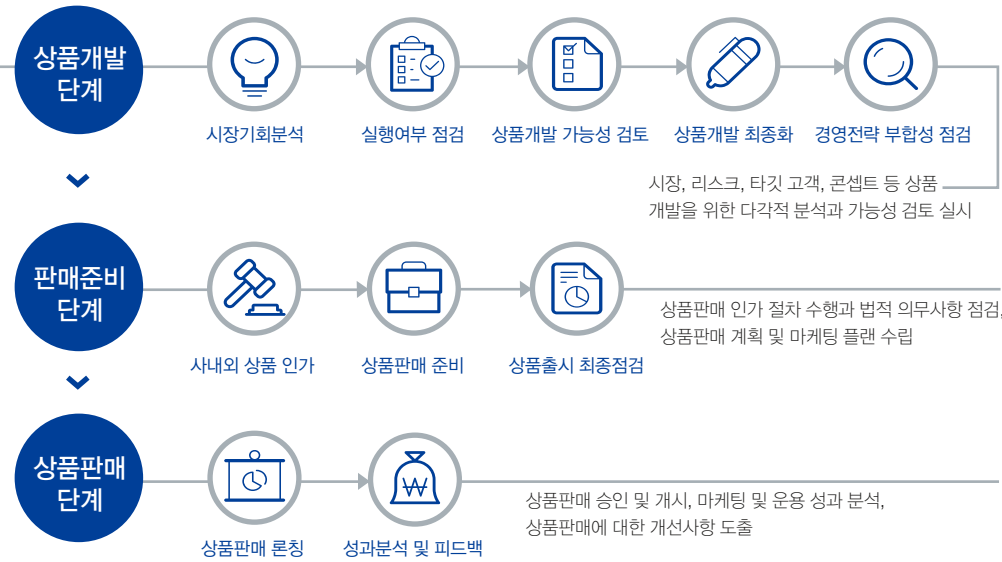 상품개발
단계
시장기회분석
실행여부 점검
상품개발 가능성 검토
상품개발 최종화
경영전략 부합성 점검
시장, 리스크, 타깃 고객, 콘셉트 등 상품
개발을 위한 다각적 분석과 가능성 검토 실시
판매준비
단계
사내외 상품 인가
상품판매 준비
상품출시 최종점검
상품판매 인가 절차 수행과 법적 의무사항 점검,
상품판매 계획 및 마케팅 플랜 수립
상품판매
단계
상품판매 론칭
₩
성과분석 및 피드백
상품판매 승인 및 개시, 마케팅 및 운용 성과 분석,
상품판매에 대한 개선사항 도출